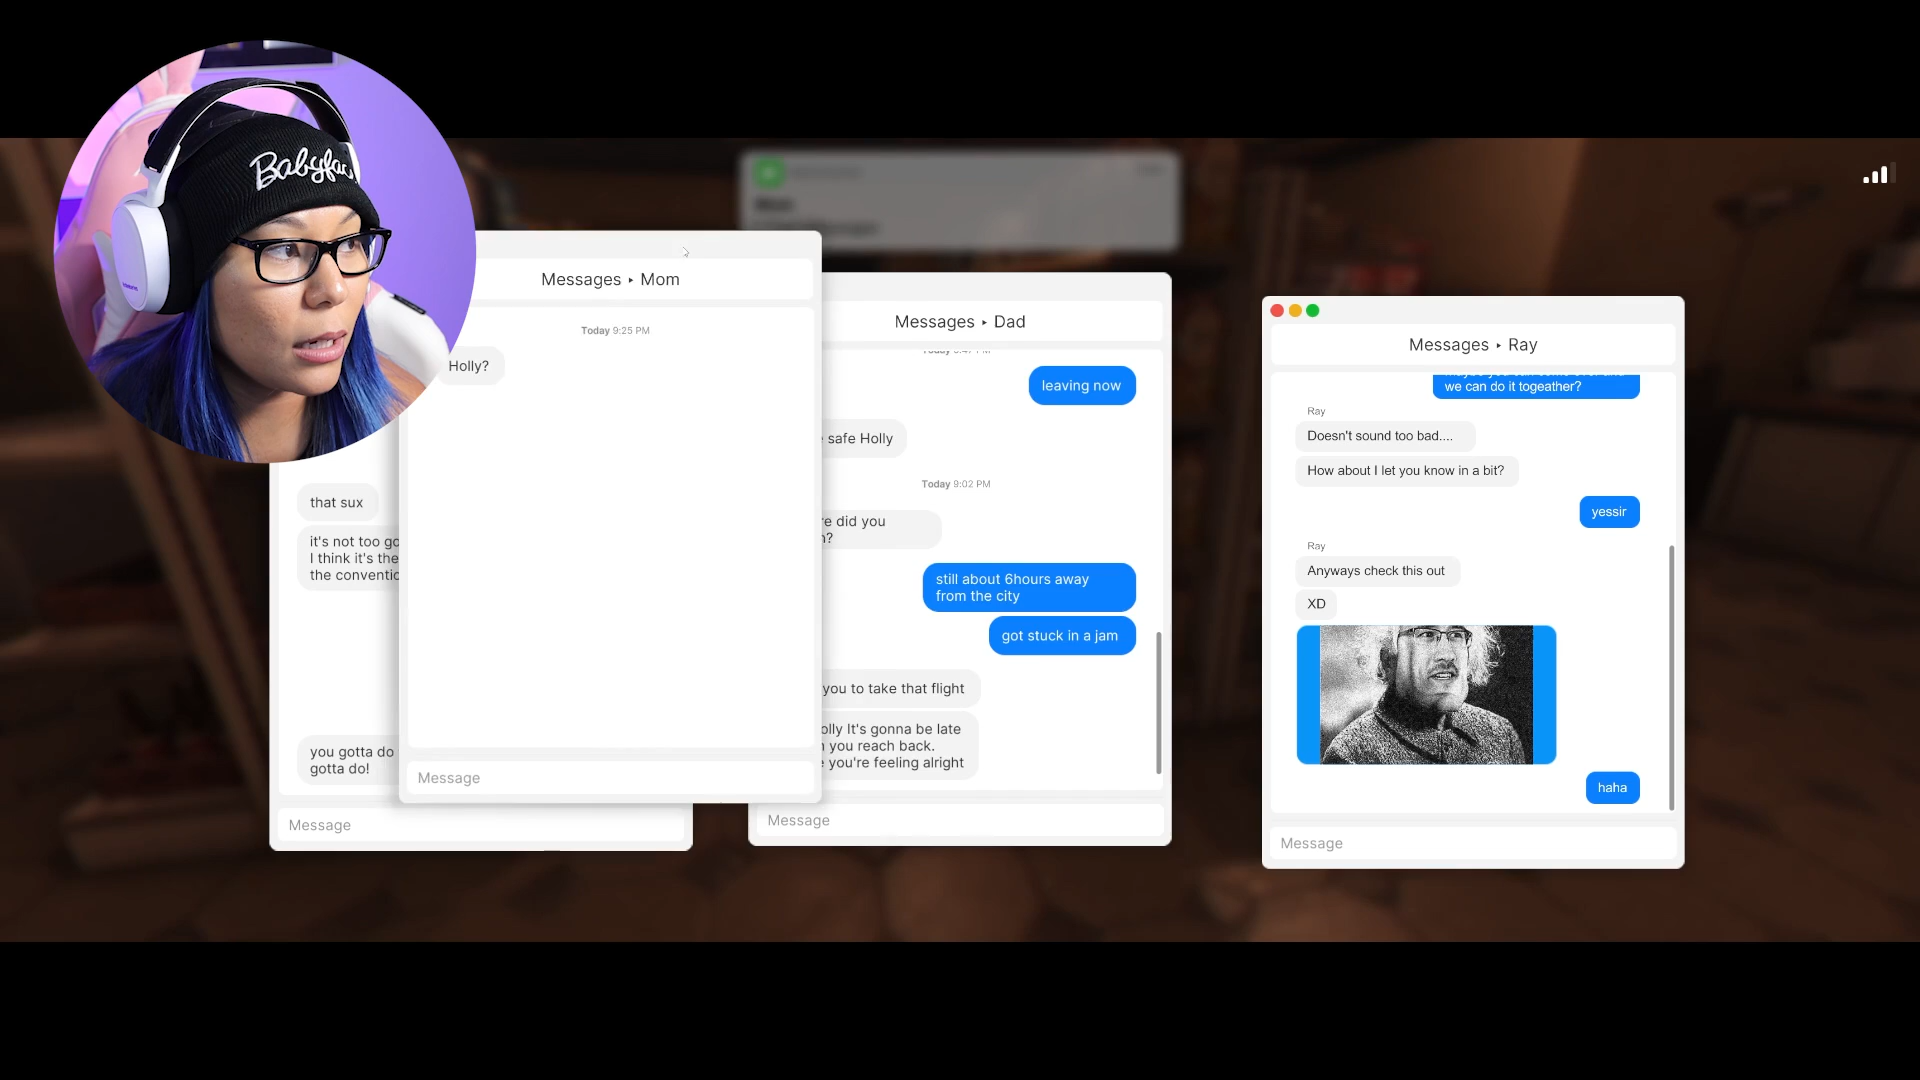 Babyfac
Messages ▸ Mom
Today 9:25 PM
Holly?
Message
that sux
it's not too go
I think it's the
the conventio
you gotta do
gotta do!
Message
Messages ▸ Dad
leaving now
safe Holly
Today 9:02 PM
re did you
n?
still about 6hours away
from the city
got stuck in a jam
you to take that flight
olly It's gonna be late
you reach back.
you're feeling alright
Message
Messages ▸ Ray
we can do it togeather?
Ray
Doesn't sound too bad....
How about I let you know in a bit?
yessir
Ray
Anyways check this out
XD
haha
Message